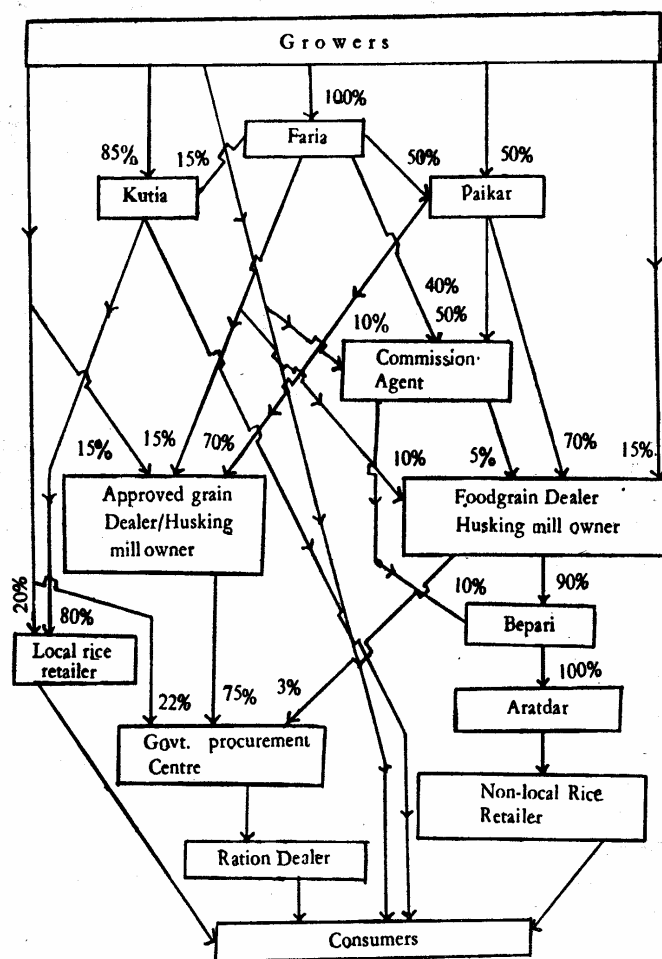 Growers
100%
Faria
85%
15%
50%
50%
Kutia
Paikar
40%
50%
10%
Commission
Agent
15%
15%
70%
10%
5%
70%
15%
Approved grain
Dealer/Husking
mill owner
Foodgrain Dealer
Husking mill owner
20%
80%
10%
90%
Bepari
Local rice
retailer
100%
22%
75%
3%
Aratdar
Govt. procurement
Centre
Non-local Rice
Retailer
Ration Dealer
Consumers